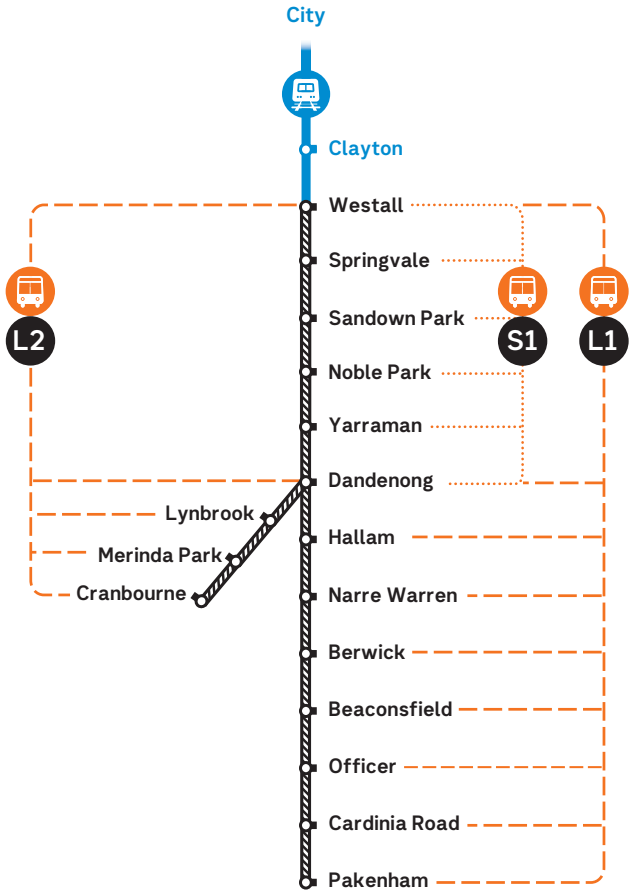 City
Clayton
Westall
Springvale
L2
Sandown Park
S1
L1
Noble Park
Yarraman
Dandenong
Lynbrook
Hallam
Merinda Park
Cranbourne
Narre Warren
Berwick
Beaconsfield
Officer
Cardinia Road
Pakenham